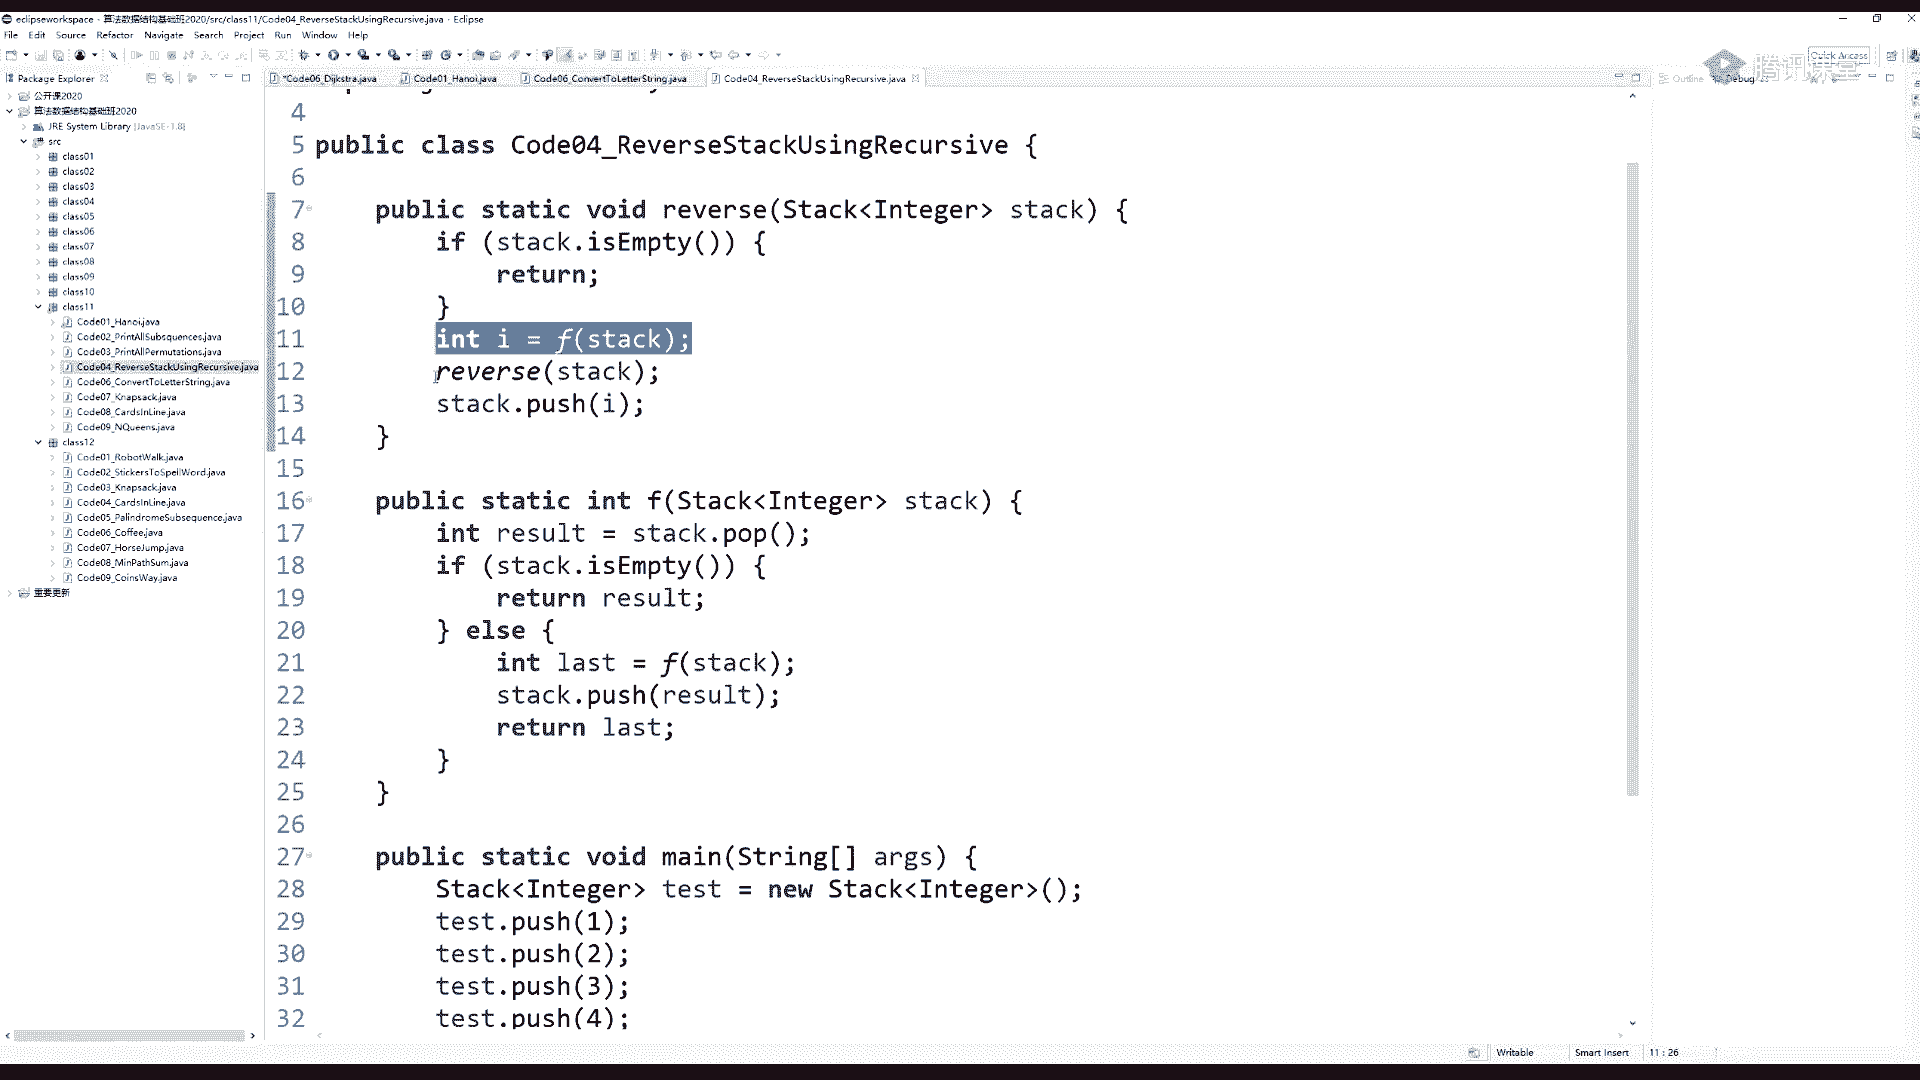 eclipseworkspace - 算法数据结构基础班2020/src/class11/Code04_ReverseStackUsingRecursive.java - Eclipse
File Edit Source Refactor Navigate Search Project Run Window Help
Quick Access
腾讯课堂
Package Explorer
*Code06_Dijkstra.java
Code01_Hanoi.java
Code06_ConvertToLetterString.java
Code04_ReverseStackUsingRecursive.java
Outline
Debug
公开课2020
算法数据结构基础班2020
JRE System Library [JavaSE-1.8]
src
class01
class02
class03
class04
class05
class06
class07
class08
class09
class10
class11
Code01_Hanoi.java
Code02_PrintAllSubsquences.java
Code03_PrintAllPermutations.java
Code04_ReverseStackUsingRecursive.java
Code06_ConvertToLetterString.java
Code07_Knapsack.java
Code08_CardsInLine.java
Code09_NQueens.java
class12
Code01_RobotWalk.java
Code02_StickersToSpellWord.java
Code03_Knapsack.java
Code04_CardsInLine.java
Code05_PalindromeSubsequence.java
Code06_Coffee.java
Code07_HorseJump.java
Code08_MinPathSum.java
Code09_CoinsWay.java
重要更新
4
5 public class Code04_ReverseStackUsingRecursive {
6
7 public static void reverse(Stack<Integer> stack) {
8 if (stack.isEmpty()) {
9 return;
10 }
11 int i = f(stack);
12 reverse(stack);
13 stack.push(i);
14 }
15
16 public static int f(Stack<Integer> stack) {
17 int result = stack.pop();
18 if (stack.isEmpty()) {
19 return result;
20 } else {
21 int last = f(stack);
22 stack.push(result);
23 return last;
24 }
25 }
26
27 public static void main(String[] args) {
28 Stack<Integer> test = new Stack<Integer>();
29 test.push(1);
30 test.push(2);
31 test.push(3);
32 test.push(4);
Writable Smart Insert 11 : 26